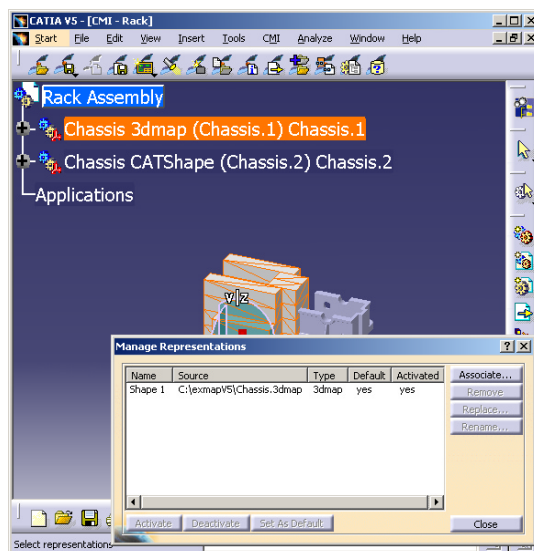 CATIA V5 - [CMI - Rack]
Start File Edit View Insert Tools CMI Analyze Window Help
Rack Assembly
Chassis 3dmap (Chassis.1) Chassis.1
Chassis CATShape (Chassis.2) Chassis.2
Applications
v|z
Manage Representations
Name Source Type Default Activated
Shape 1 C:\exmapV5\Chassis.3dmap 3dmap yes yes
Associate...
Remove
Replace...
Rename...
Activate Deactivate Set As Default Close
Select representations